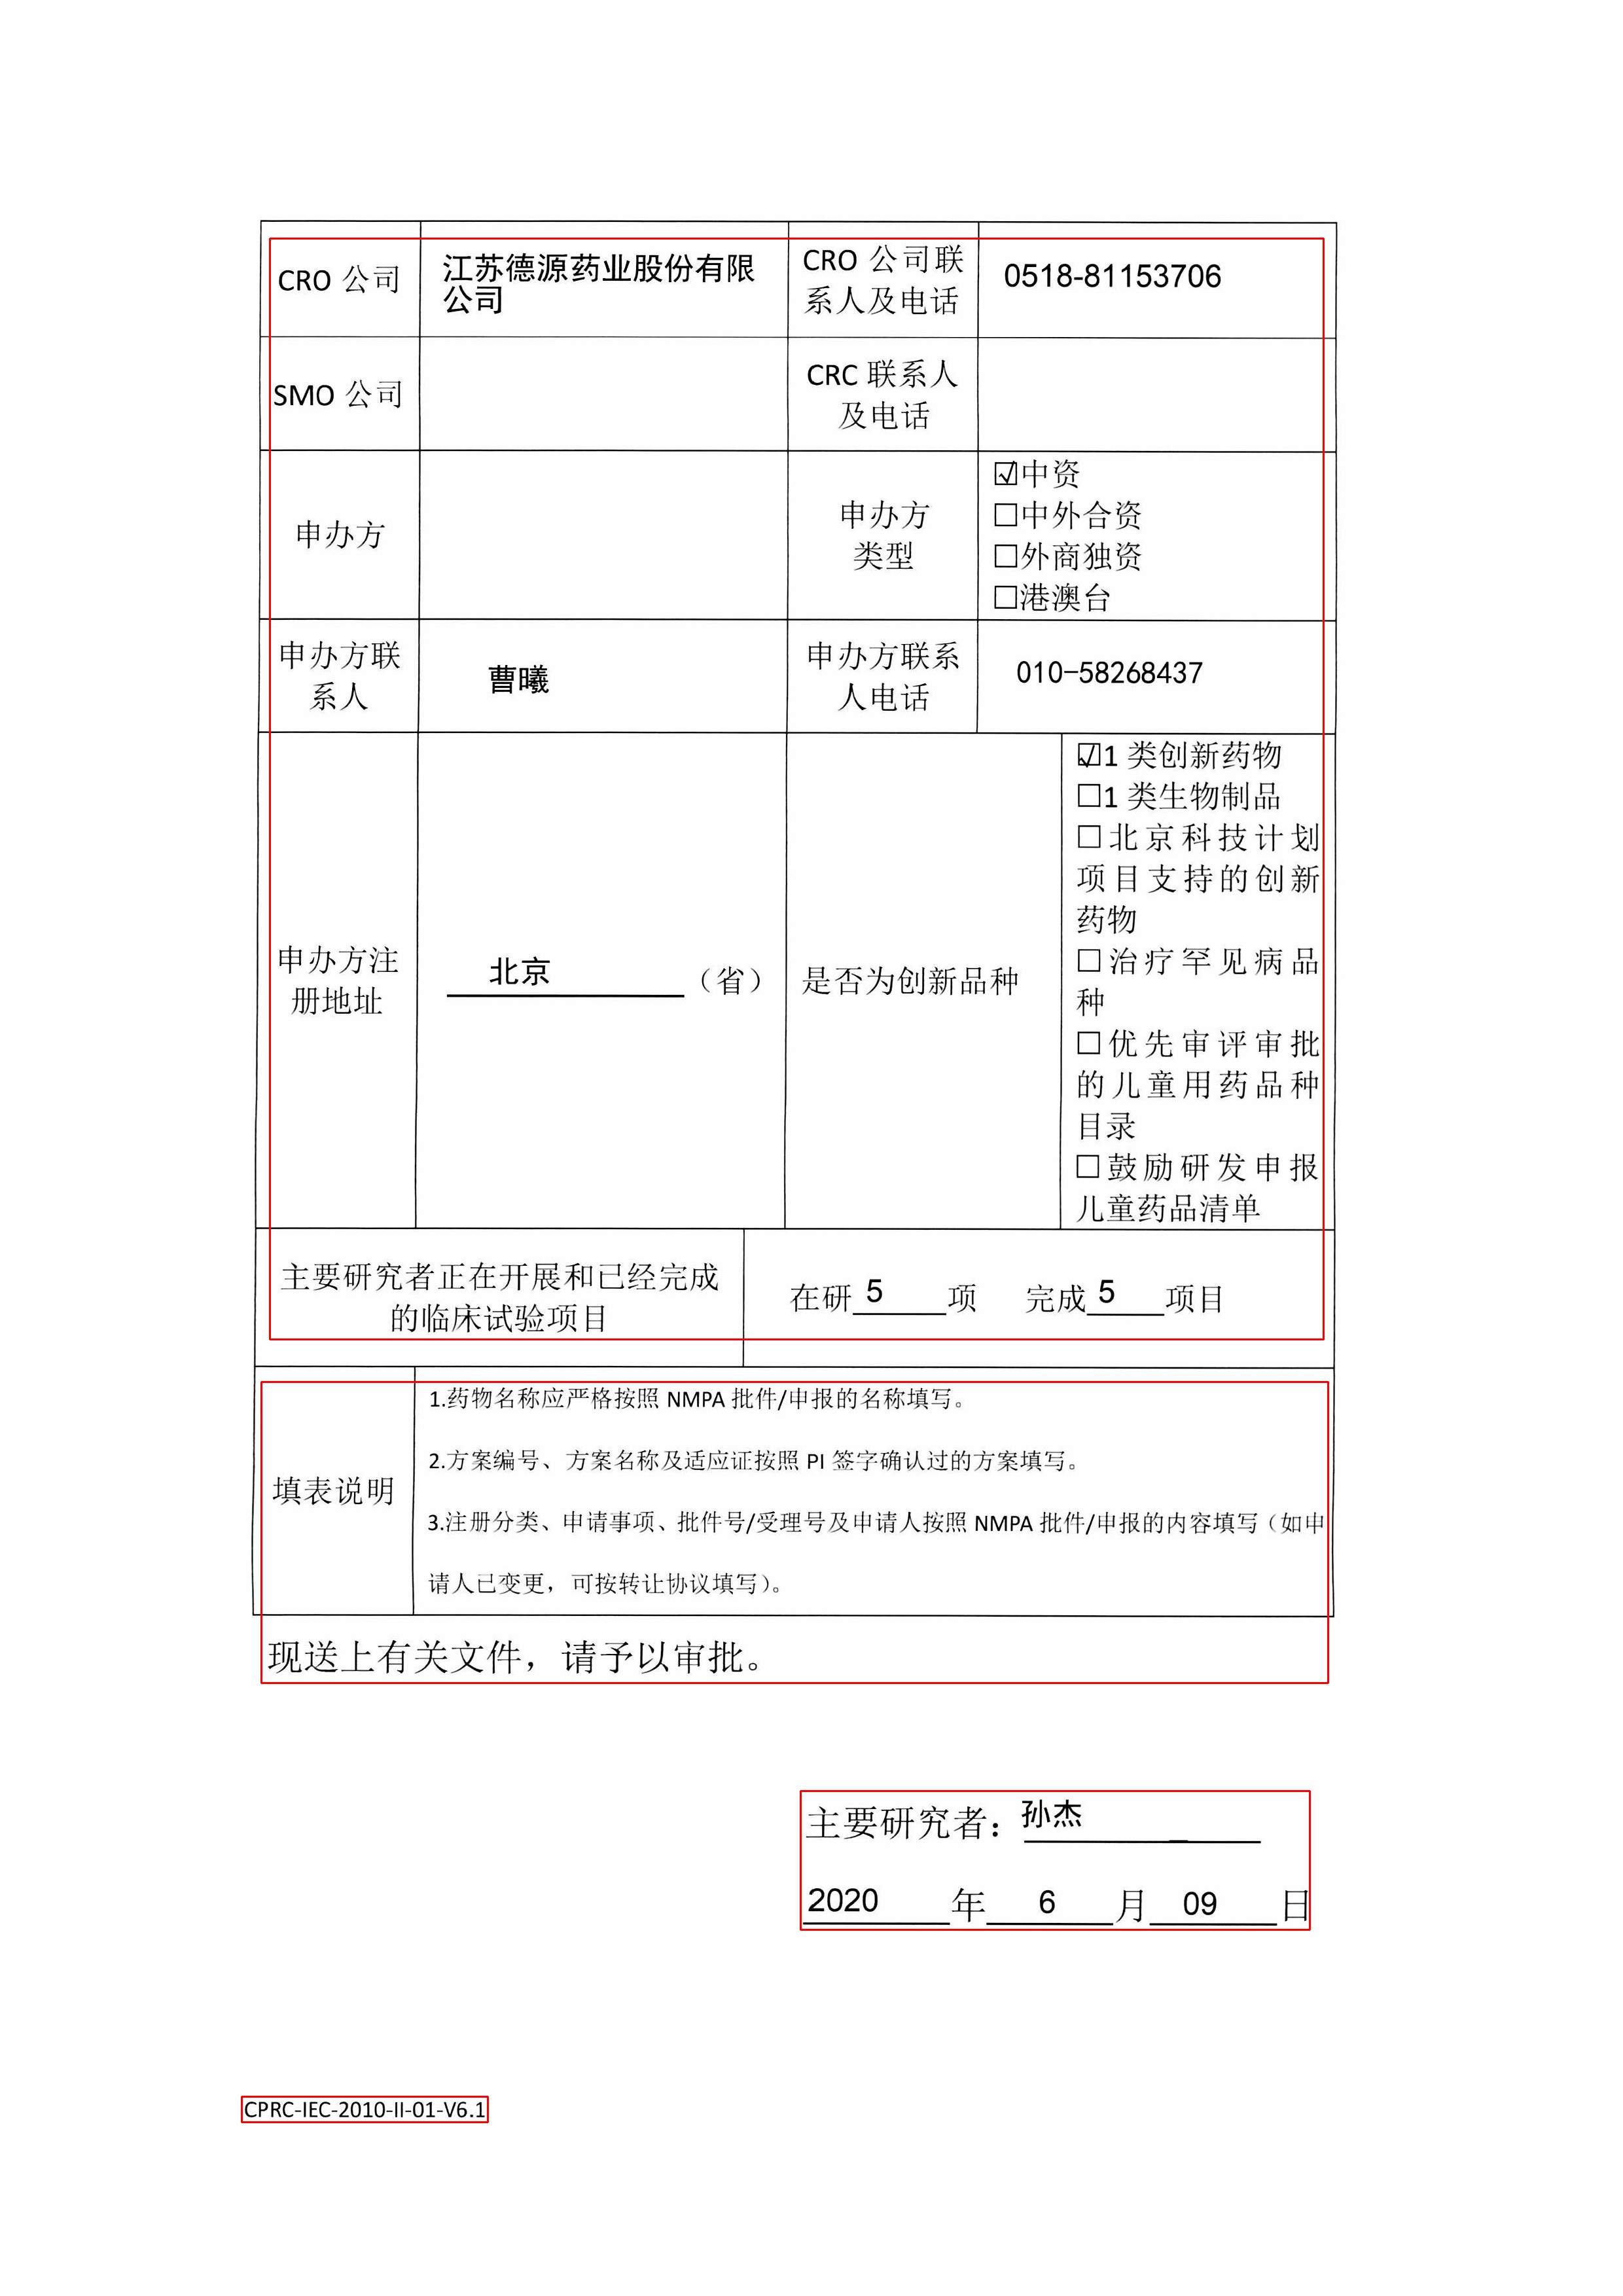 CRO 公司
江苏德源药业股份有限
公司
CRO 公司联
系人及电话
0518-81153706
SMO 公司
CRC 联系人
及电话
申办方
申办方
类型
☑中资
☐中外合资
☐外商独资
☐港澳台
申办方联
系人
曹曦
申办方联系
人电话
010-58268437
申办方注
册地址
北京（省）
是否为创新品种
☑1 类创新药物
☐1 类生物制品
☐北京科技计划
项目支持的创新
药物
☐治疗罕见病品
种
☐优先审评审批
的儿童用药品种
目录
☐鼓励研发申报
儿童药品清单
主要研究者正在开展和已经完成
的临床试验项目
在研 5 项 完成 5 项目
填表说明
1.药物名称应严格按照 NMPA 批件/申报的名称填写。
2.方案编号、方案名称及适应证按照 PI 签字确认过的方案填写。
3.注册分类、申请事项、批件号/受理号及申请人按照 NMPA 批件/申报的内容填写（如申
请人已变更，可按转让协议填写）。
现送上有关文件，请予以审批。
主要研究者：孙杰
2020 年 6 月 09 日
CPRC-IEC-2010-II-01-V6.1